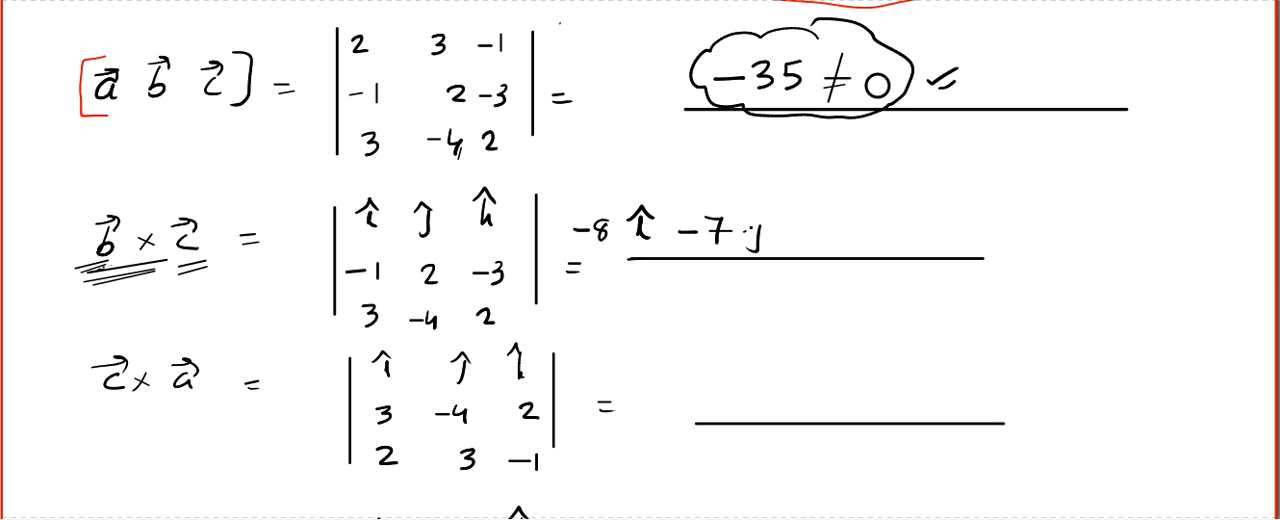 [a⃗ b⃗ c⃗] = | 2 3 -1 | = -35 ≠ 0 ✓
| -1 2 -3 |
| 3 -4 2 |
b⃗ × c⃗ = | î ĵ k̂ | = -8 î - 7 j
| -1 2 -3 |
| 3 -4 2 |
c⃗ × a⃗ = | î ĵ k̂ | =
| 3 -4 2 |
| 2 3 -1 |